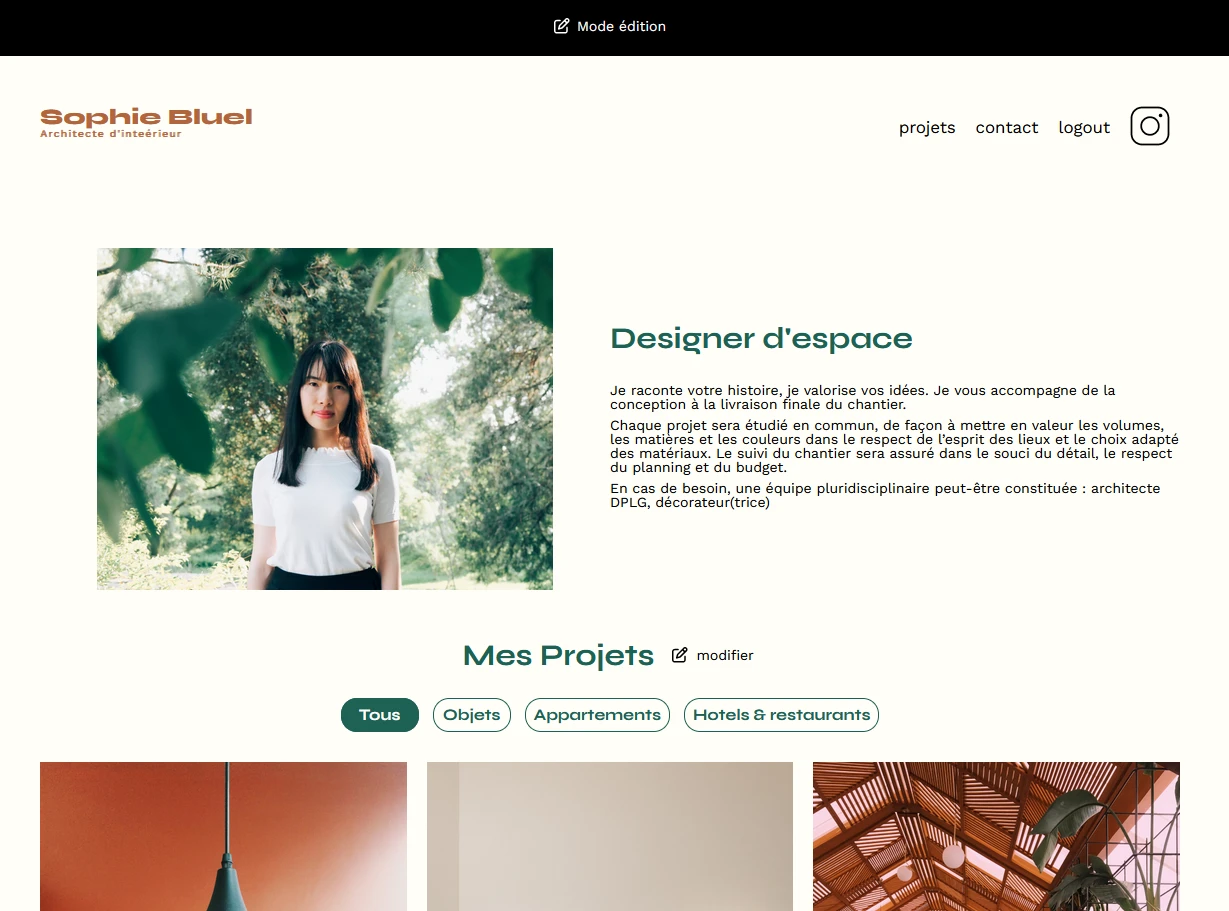 Mode édition
Sophie Bluel
Architecte d'inteérieur
projets contact logout
Designer d'espace
Je raconte votre histoire, je valorise vos idées. Je vous accompagne de la
conception à la livraison finale du chantier.
Chaque projet sera étudié en commun, de façon à mettre en valeur les volumes,
les matières et les couleurs dans le respect de l’esprit des lieux et le choix adapté
des matériaux. Le suivi du chantier sera assuré dans le souci du détail, le respect
du planning et du budget.
En cas de besoin, une équipe pluridisciplinaire peut-être constituée : architecte
DPLG, décorateur(trice)
Mes Projets modifier
Tous Objets Appartements Hotels & restaurants